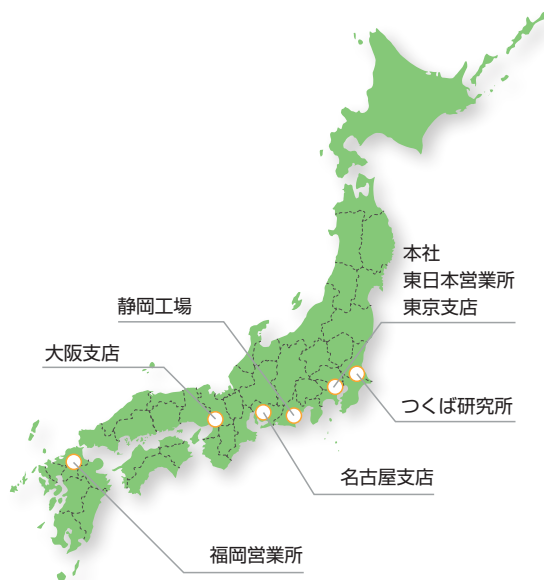 本社
東日本営業所
東京支店
静岡工場
大阪支店
つくば研究所
名古屋支店
福岡営業所